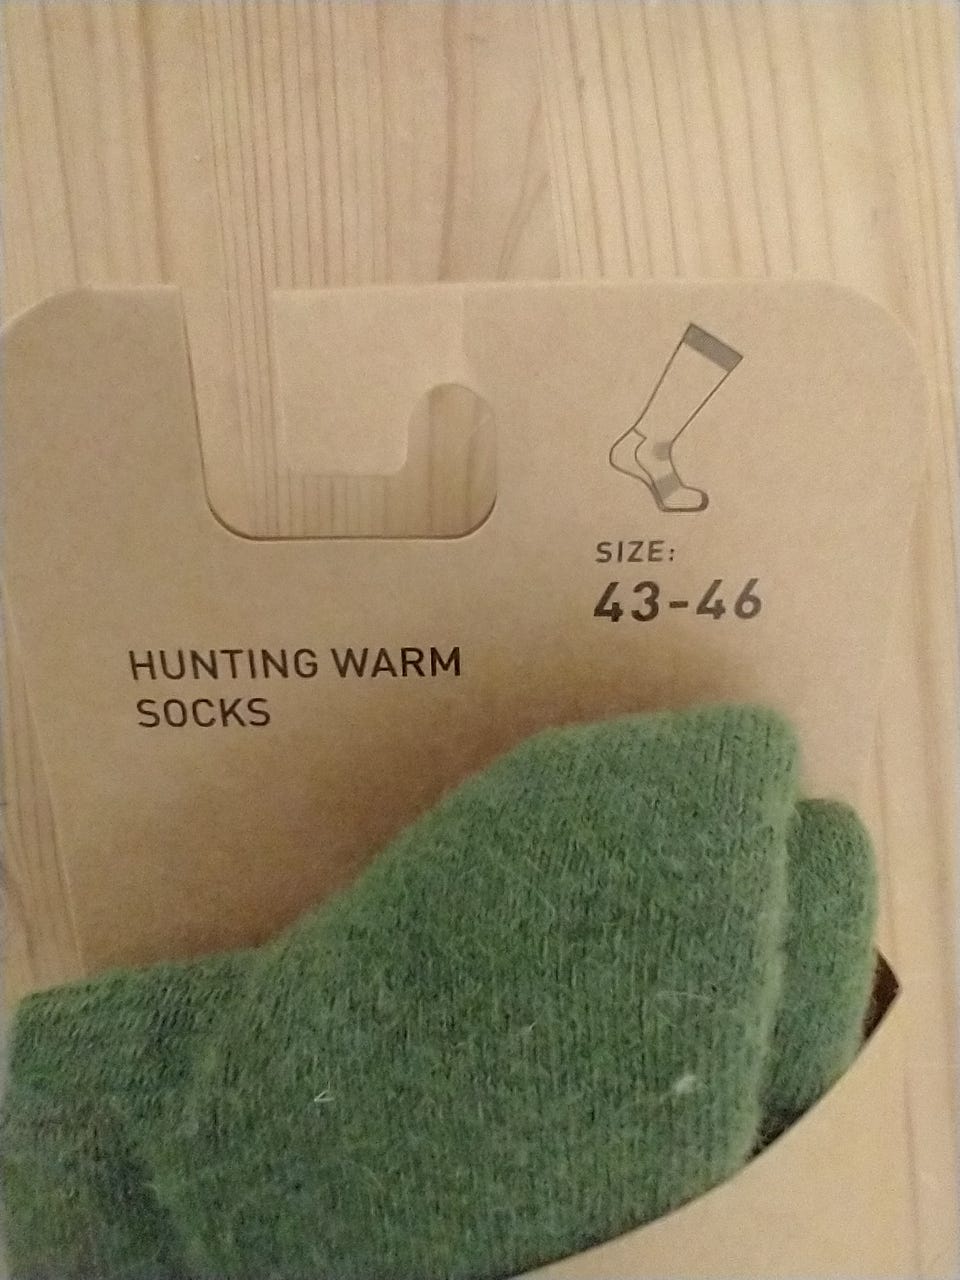 SIZE:
43-46
HUNTING WARM
SOCKS